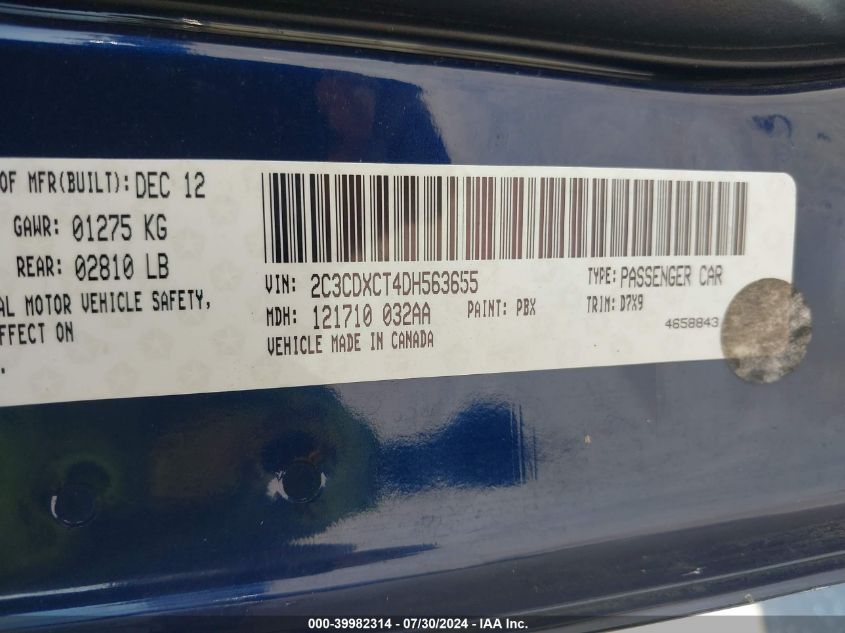 OF MFR(BUILT): DEC 12
GAWR: 01275 KG
REAR: 02810 LB
AL MOTOR VEHICLE SAFETY,
FFECT ON
.
VIN: 2C3CDXCT4DH563655
TYPE: PASSENGER CAR
MDH: 121710 032AA
PAINT: PBX
TRIM: D7X9
VEHICLE MADE IN CANADA
4658843
000-39982314 - 07/30/2024 - IAA Inc.